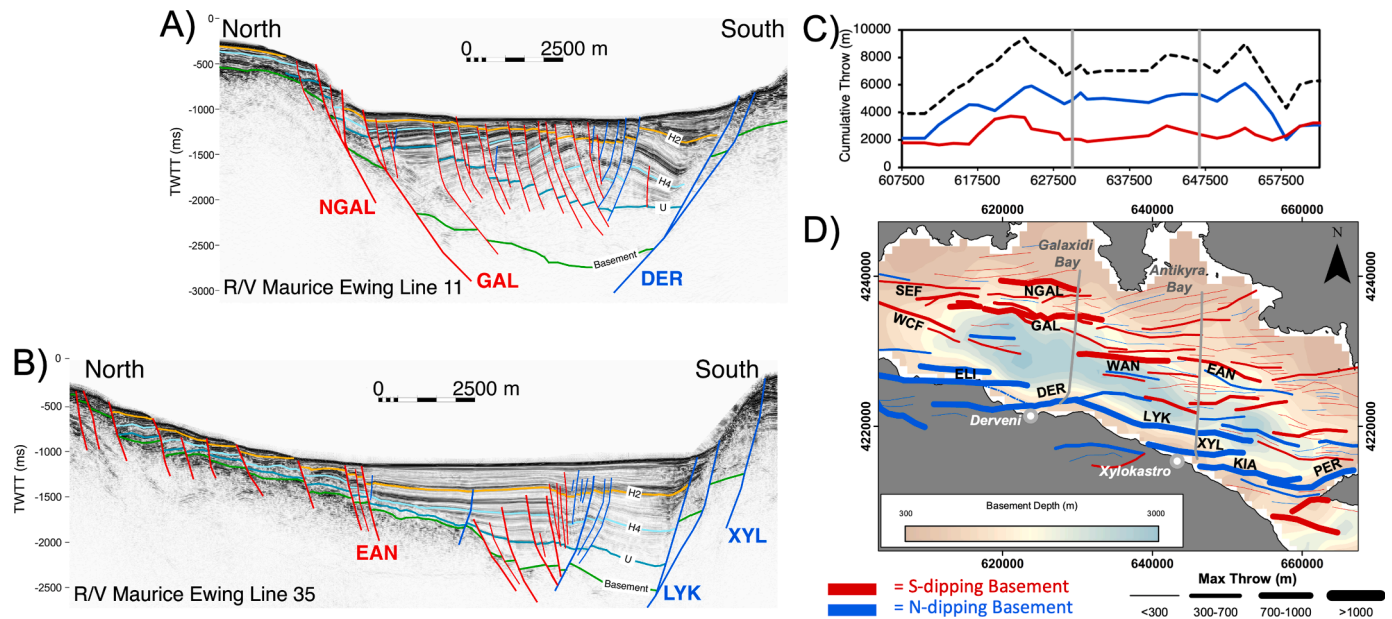 A)
North
South
0
2500 m
0
-500
-1000
-1500
-2000
-2500
-3000
TWTT (ms)
H2
H4
U
Basement
NGAL
GAL
DER
R/V Maurice Ewing Line 11
B)
North
South
0
2500 m
0
-500
-1000
-1500
-2000
-2500
TWTT (ms)
H2
H4
U
Basement
EAN
LYK
XYL
R/V Maurice Ewing Line 35
C)
Cumulative Throw (m)
10000
8000
6000
4000
2000
0
607500
617500
627500
637500
647500
657500
D)
620000
640000
660000
4240000
4220000
4240000
4220000
Galaxidi
Bay
Antikyra
Bay
N
SEF
NGAL
WCF
GAL
WAN
EAN
ELI
DER
LYK
XYL
KIA
PER
Derveni
Xylokastro
Basement Depth (m)
300
3000
620000
640000
660000
= S-dipping Basement
= N-dipping Basement
Max Throw (m)
<300
300-700
700-1000
>1000